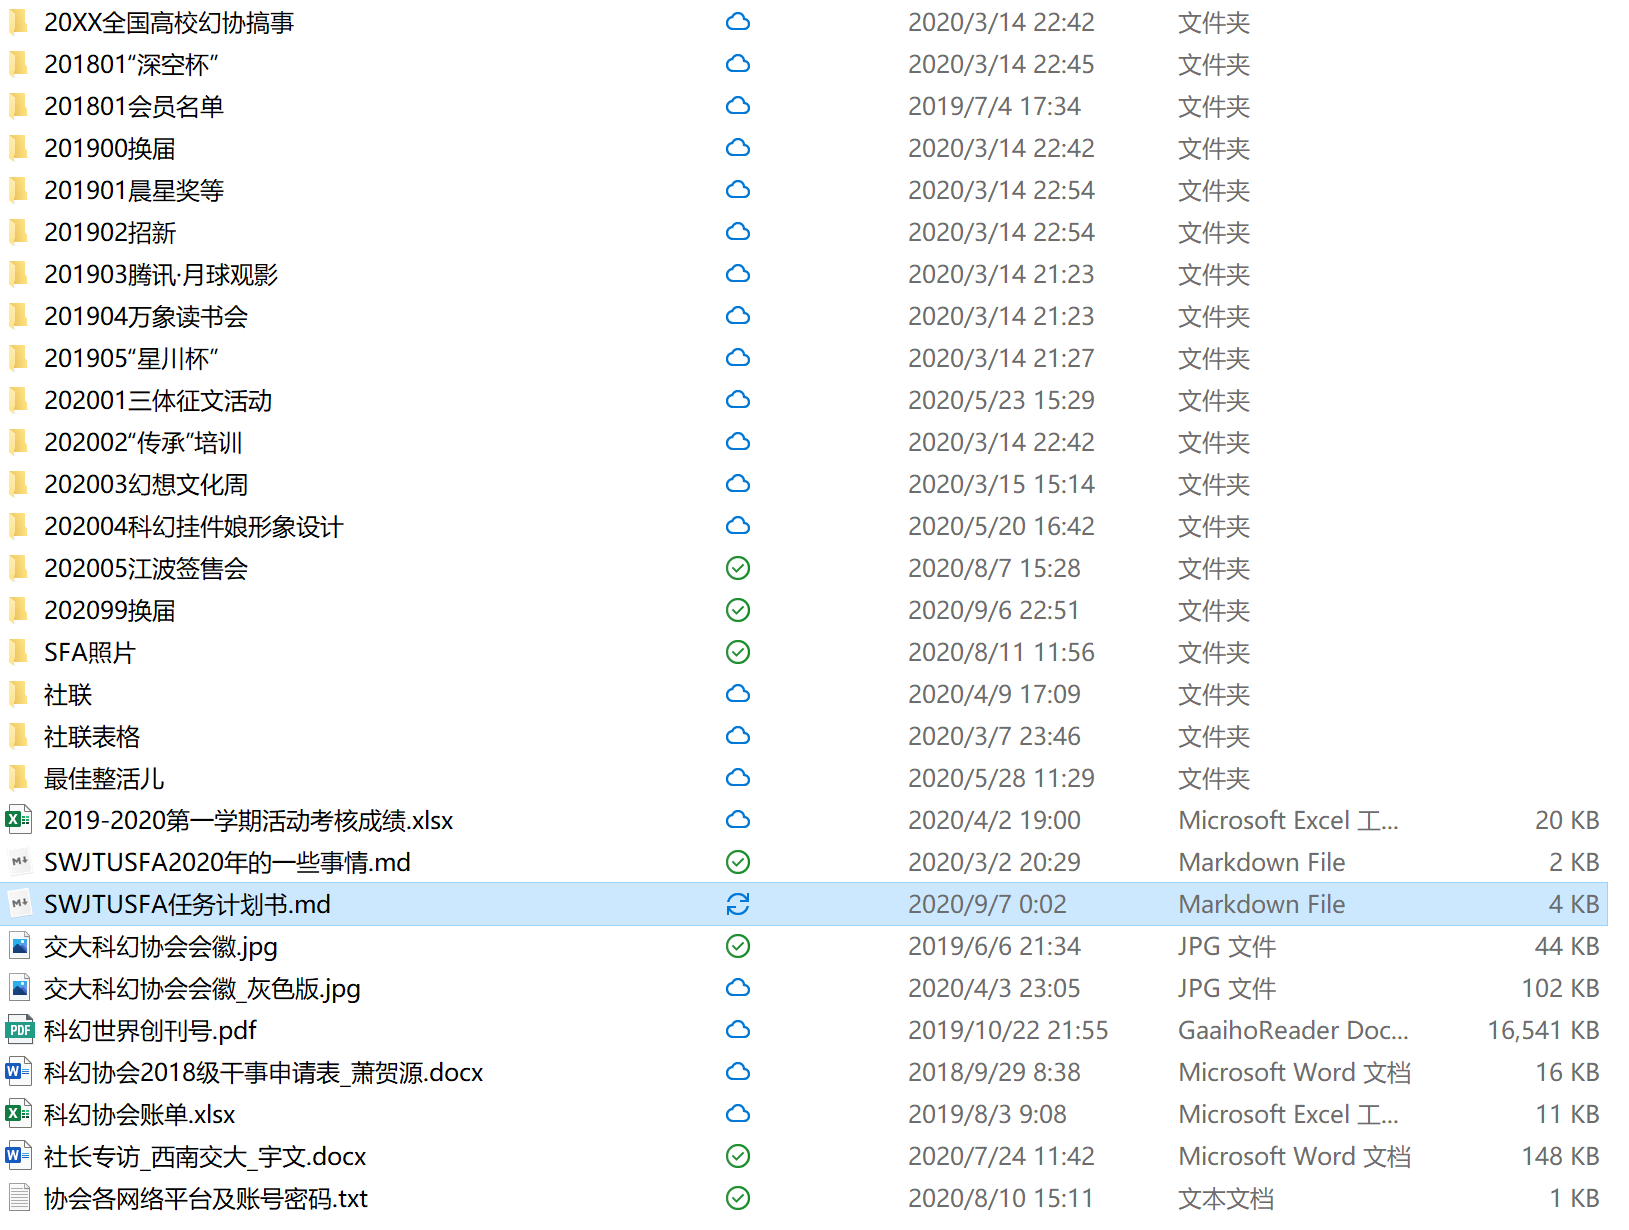 20XX全国高校幻协搞事 2020/3/14 22:42 文件夹
201801“深空杯” 2020/3/14 22:45 文件夹
201801会员名单 2019/7/4 17:34 文件夹
201900换届 2020/3/14 22:42 文件夹
201901晨星奖等 2020/3/14 22:54 文件夹
201902招新 2020/3/14 22:54 文件夹
201903腾讯·月球观影 2020/3/14 21:23 文件夹
201904万象读书会 2020/3/14 21:23 文件夹
201905“星川杯” 2020/3/14 21:27 文件夹
202001三体征文活动 2020/5/23 15:29 文件夹
202002“传承”培训 2020/3/14 22:42 文件夹
202003幻想文化周 2020/3/15 15:14 文件夹
202004科幻挂件娘形象设计 2020/5/20 16:42 文件夹
202005江波签售会 2020/8/7 15:28 文件夹
202099换届 2020/9/6 22:51 文件夹
SFA照片 2020/8/11 11:56 文件夹
社联 2020/4/9 17:09 文件夹
社联表格 2020/3/7 23:46 文件夹
最佳整活儿 2020/5/28 11:29 文件夹
2019-2020第一学期活动考核成绩.xlsx 2020/4/2 19:00 Microsoft Excel 工... 20 KB
SWJTUSFA2020年的一些事情.md 2020/3/2 20:29 Markdown File 2 KB
SWJTUSFA任务计划书.md 2020/9/7 0:02 Markdown File 4 KB
交大科幻协会会徽.jpg 2019/6/6 21:34 JPG 文件 44 KB
交大科幻协会会徽_灰色版.jpg 2020/4/3 23:05 JPG 文件 102 KB
PDF 科幻世界创刊号.pdf 2019/10/22 21:55 GaaihoReader Doc... 16,541 KB
科幻协会2018级干事申请表_萧贺源.docx 2018/9/29 8:38 Microsoft Word 文档 16 KB
科幻协会账单.xlsx 2019/8/3 9:08 Microsoft Excel 工... 11 KB
社长专访_西南交大_宇文.docx 2020/7/24 11:42 Microsoft Word 文档 148 KB
协会各网络平台及账号密码.txt 2020/8/10 15:11 文本文档 1 KB